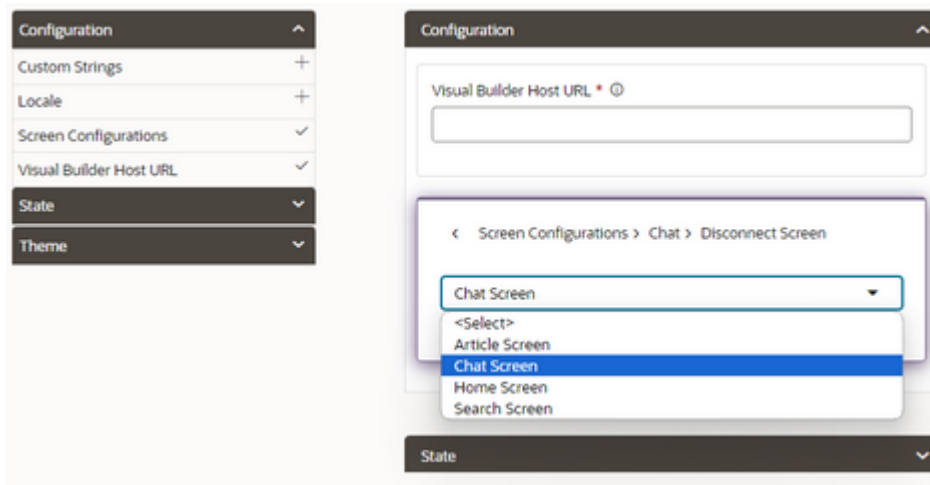 Configuration
Custom Strings
Locale
Screen Configurations
Visual Builder Host URL
State
Theme
Configuration
Visual Builder Host URL *
Screen Configurations > Chat > Disconnect Screen
Chat Screen
<Select>
Article Screen
Chat Screen
Home Screen
Search Screen
State